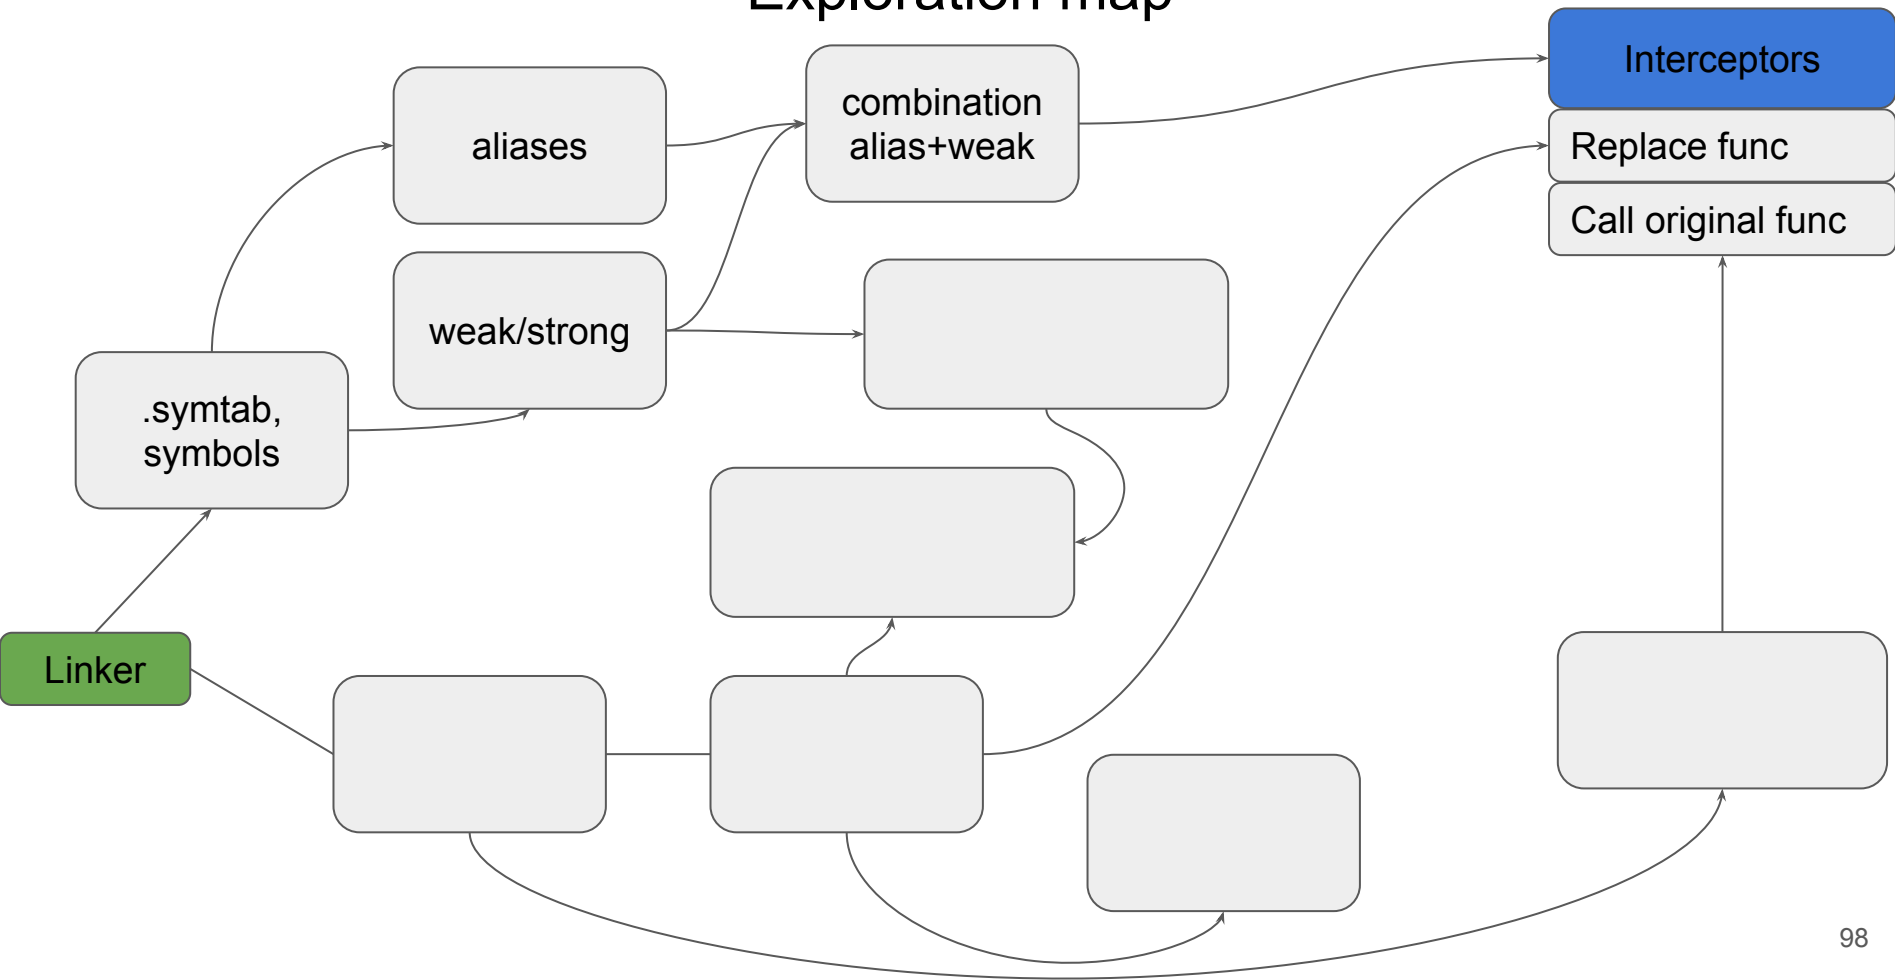 Exploration map
Interceptors
combination
alias+weak
aliases
Replace func
Call original func
weak/strong
.symtab,
symbols
Linker
98